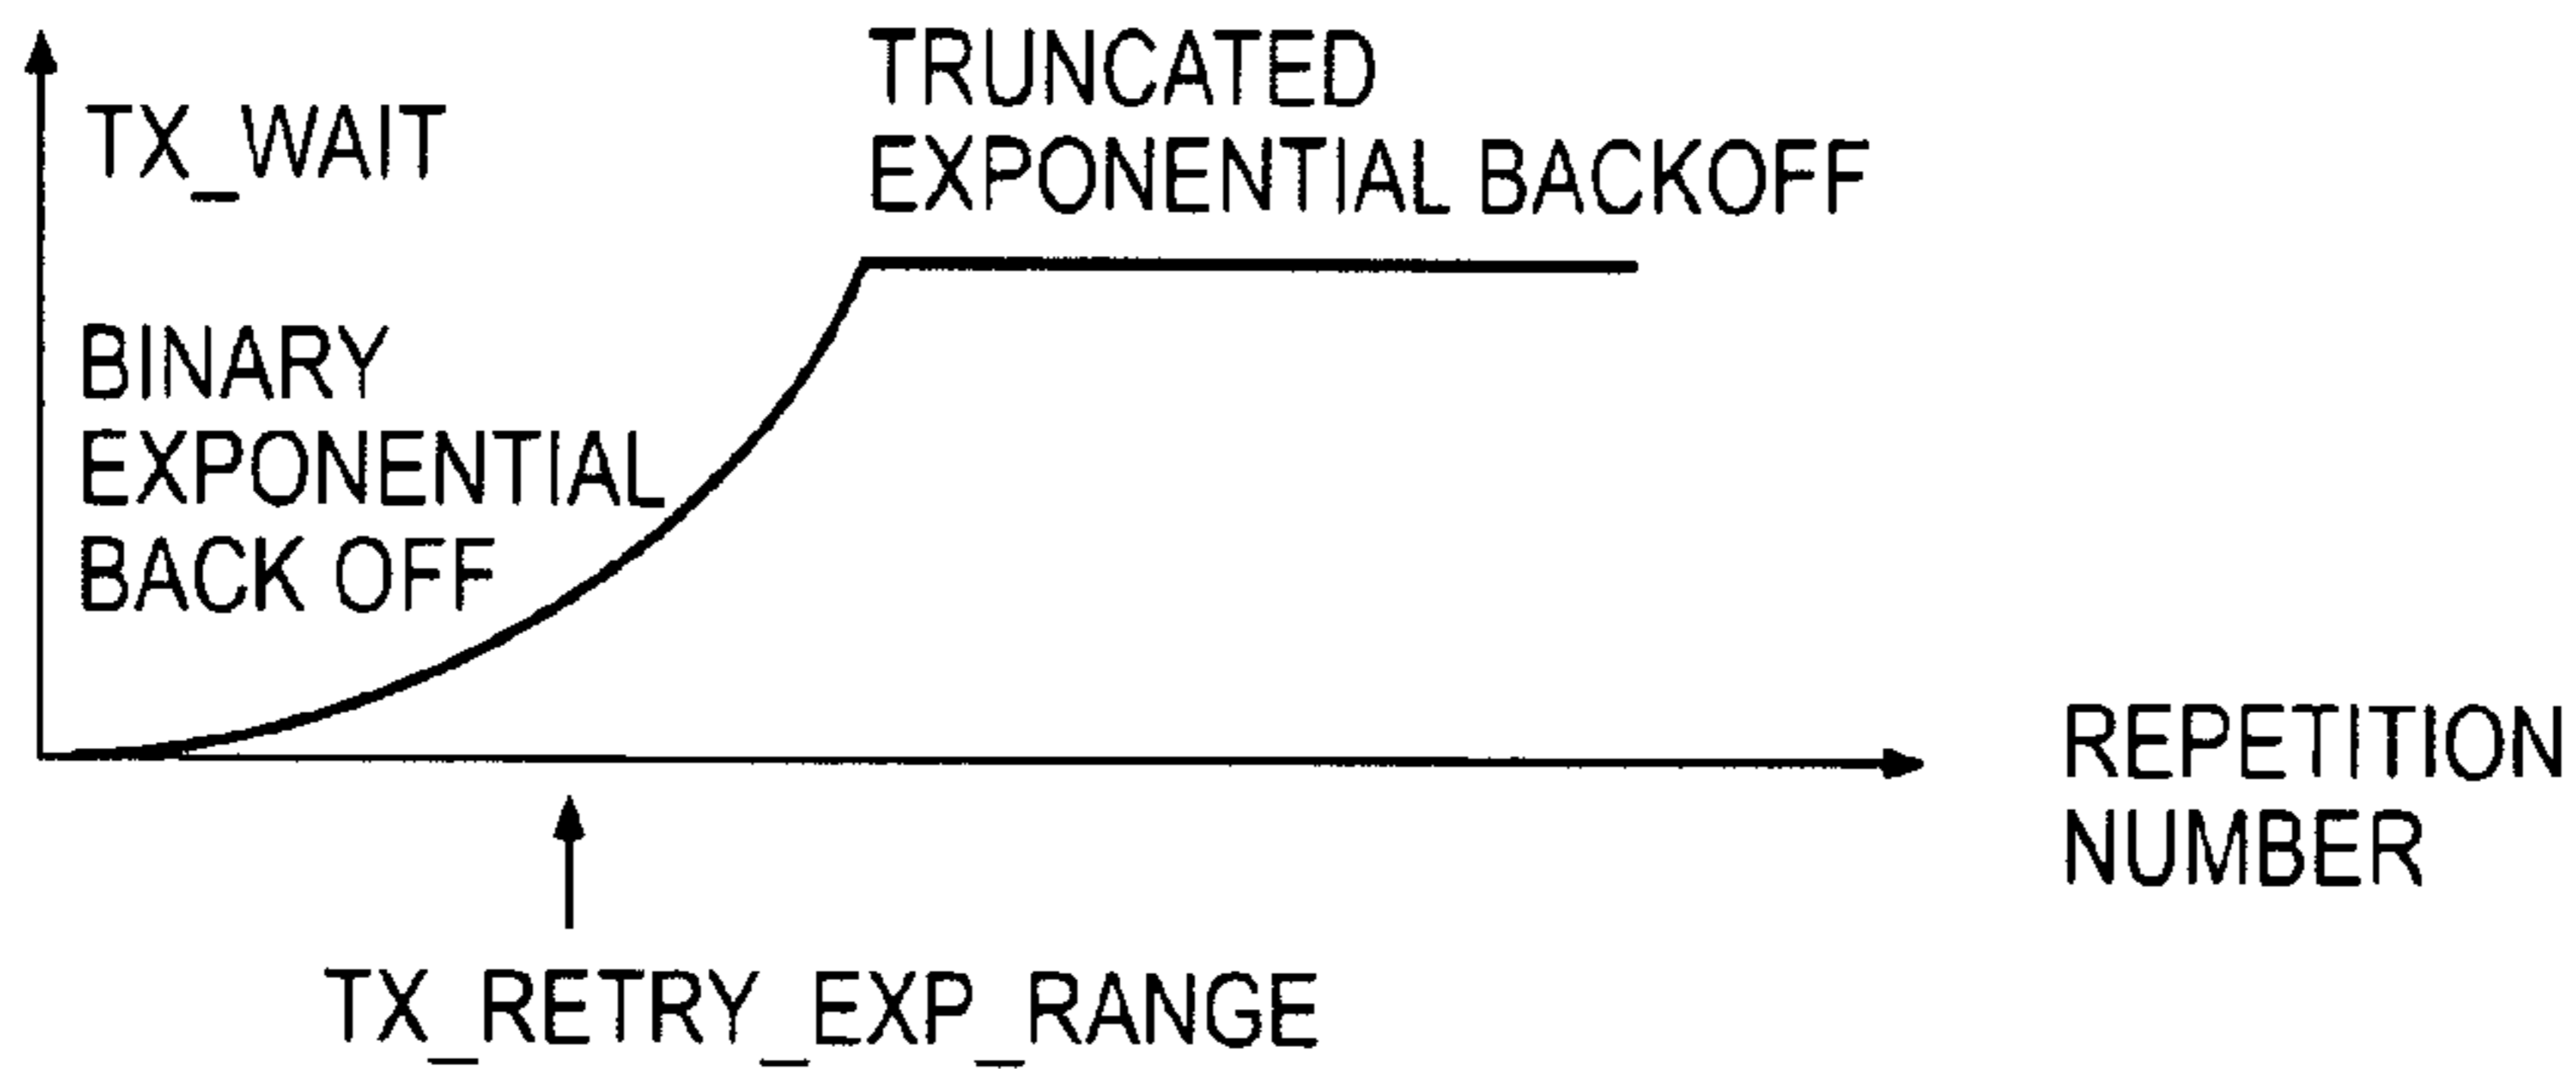 TRUNCATED
EXPONENTIAL BACKOFF
TX_WAIT
BINARY
EXPONENTIAL
BACK OFF
REPETITION
NUMBER
TX_RETRY_EXP_RANGE